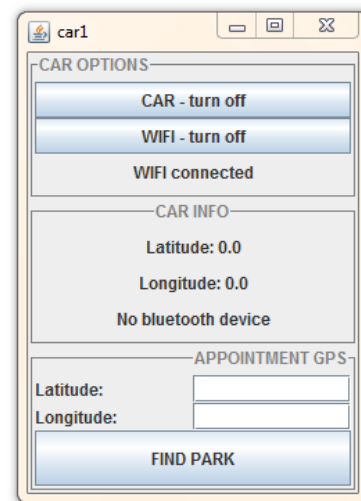 car1
CAR OPTIONS
CAR - turn off
WIFI - turn off
WIFI connected
CAR INFO
Latitude: 0.0
Longitude: 0.0
No bluetooth device
APPOINTMENT GPS
Latitude:
Longitude:
FIND PARK